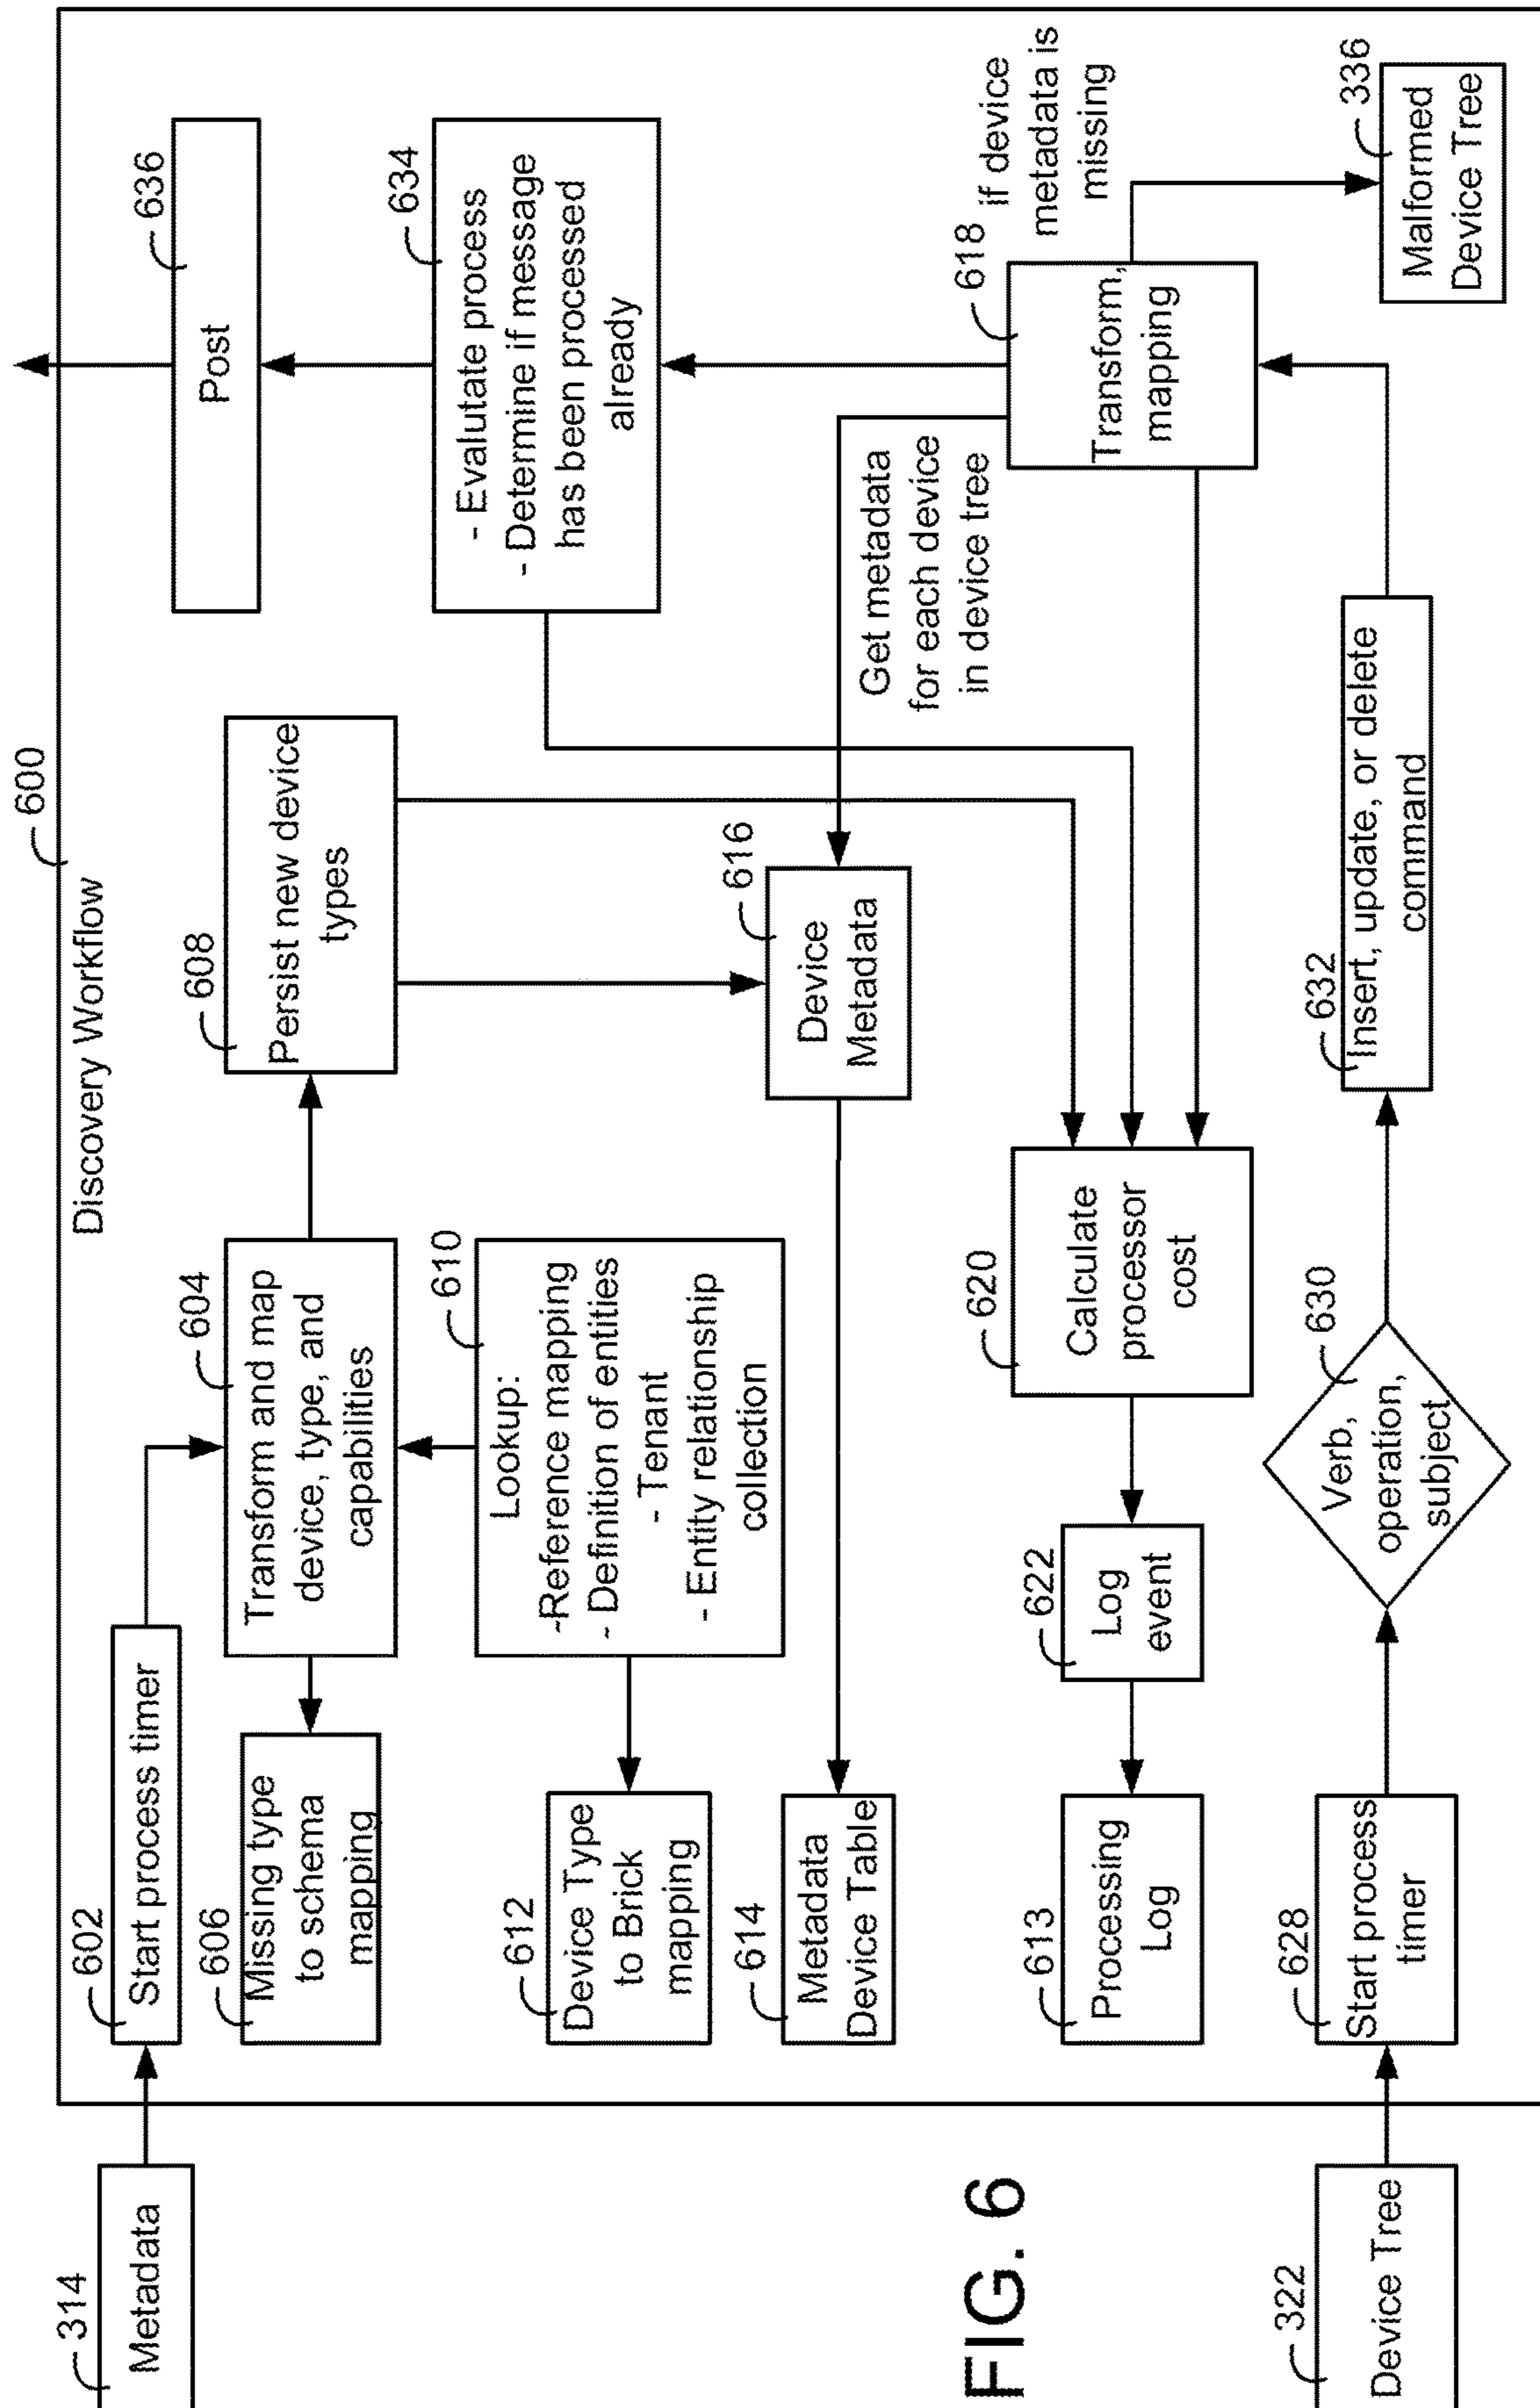 600
Discovery Workflow
314
Metadata
602
Start process timer
604
Transform and map
device, type, and
capabilities
606
Missing type
to schema
mapping
608
Persist new device
types
610
Lookup:
-Reference mapping
- Definition of entities
- Tenant
- Entity relationship
collection
612
Device Type
to Brick
mapping
614
Metadata
Device Table
616
Device
Metadata
636
Post
634
- Evalutate process
- Determine if message
has been processed
already
Get metadata
for each device
in device tree
618
Transform,
mapping
if device
metadata is
missing
336
Malformed
Device Tree
620
Calculate
processor
cost
622
Log
event
613
Processing
Log
322
Device Tree
628
Start process
timer
630
Verb,
operation,
subject
632
Insert, update, or delete
command
FIG. 6